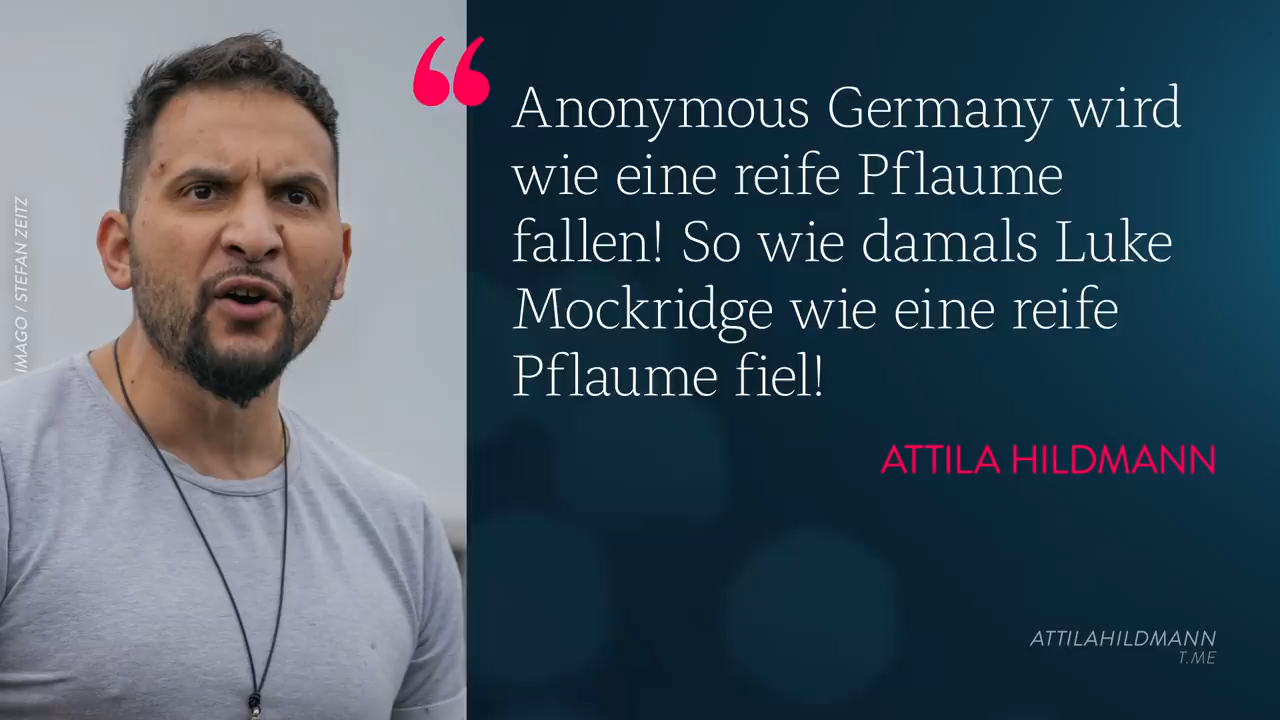 IMAGO / STEFAN ZEITZ
“
Anonymous Germany wird
wie eine reife Pflaume
fallen! So wie damals Luke
Mockridge wie eine reife
Pflaume fiel!
ATTILA HILDMANN
ATTILAHILDMANN
T.ME